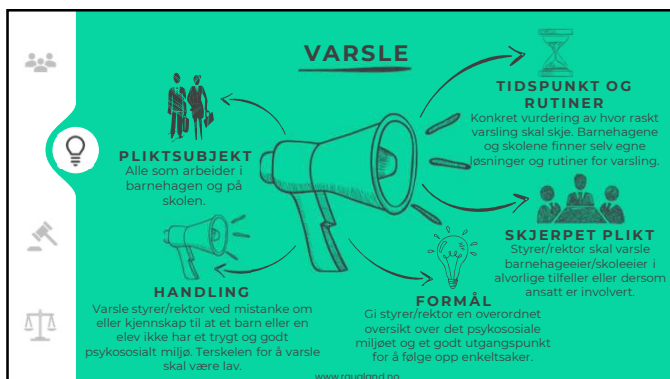 VARSLE
PLIKTSUBJEKT
Alle som arbeider i
barnehagen og på
skolen.
HANDLING
Varsle styrer/rektor ved mistanke om
eller kjennskap til at et barn eller en
elev ikke har et trygt og godt
psykososialt miljø. Terskelen for å varsle
skal være lav.
TIDSPUNKT OG
RUTINER
Konkret vurdering av hvor raskt
varsling skal skje. Barnehagene
og skolene finner selv egne
løsninger og rutiner for varsling.
SKJERPET PLIKT
Styrer/rektor skal varsle
barnehageeier/skoleeier i
alvorlige tilfeller eller dersom
ansatt er involvert.
FORMÅL
Gi styrer/rektor en overordnet
oversikt over det psykososiale
miljøet og et godt utgangspunkt
for å følge opp enkeltsaker.
www.raugland.no